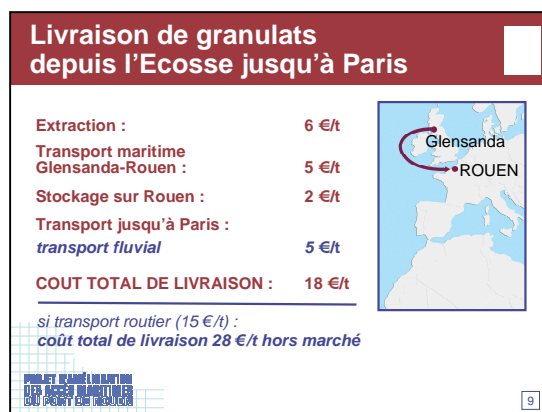 Livraison de granulats
depuis l'Ecosse jusqu'à Paris
Extraction : 6 €/t
Transport maritime
Glensanda-Rouen : 5 €/t
Stockage sur Rouen : 2 €/t
Transport jusqu'à Paris :
transport fluvial 5 €/t
COUT TOTAL DE LIVRAISON : 18 €/t
si transport routier (15 €/t) :
coût total de livraison 28 €/t hors marché
Glensanda
ROUEN
PROJET D'AMÉLIORATION
DES ACCÈS MARITIMES
DU PORT DE ROUEN
9